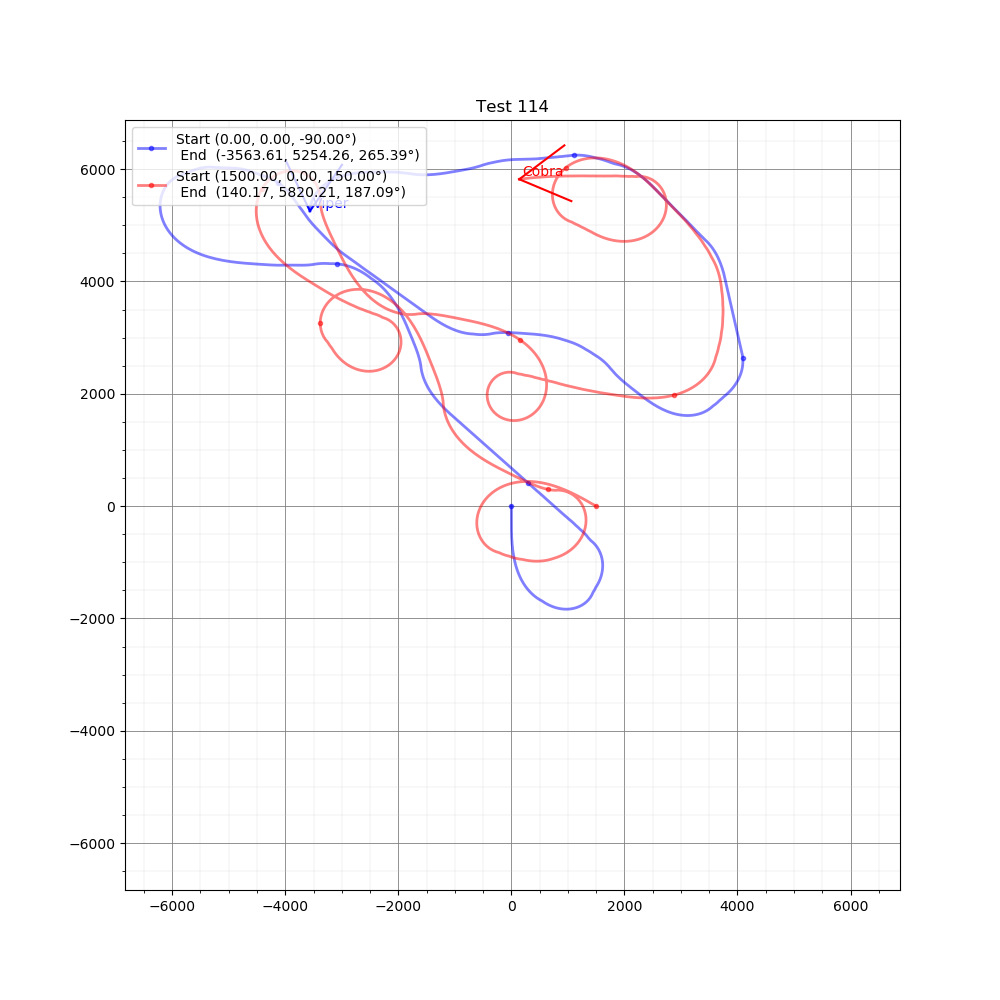 Test 114
Start (0.00, 0.00, -90.00°)
End (-3563.61, 5254.26, 265.39°)
Start (1500.00, 0.00, 150.00°)
End (140.17, 5820.21, 187.09°)
Cobra
Viper
6000
4000
2000
0
−2000
−4000
−6000
−6000 −4000 −2000 0 2000 4000 6000